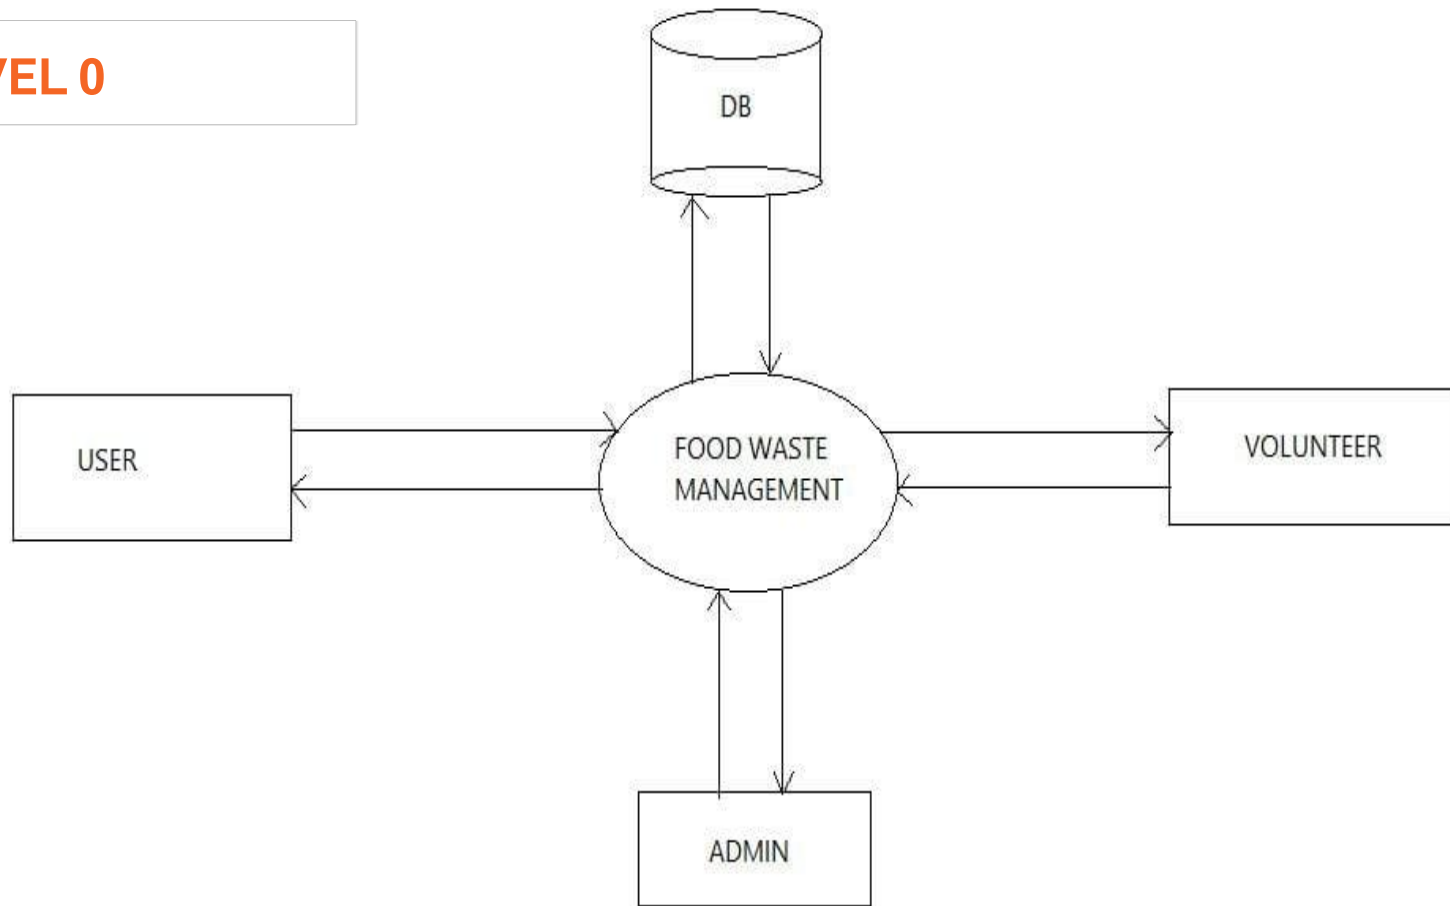 VEL 0
DB
USER
FOOD WASTE
MANAGEMENT
VOLUNTEER
ADMIN